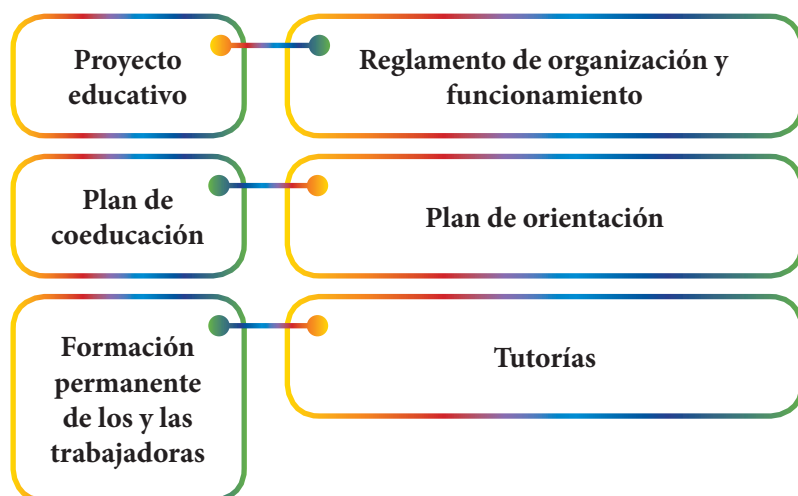 Proyecto
educativo
Reglamento de organización y
funcionamiento
Plan de
coeducación
Plan de orientación
Formación
permanente
de los y las
trabajadoras
Tutorías